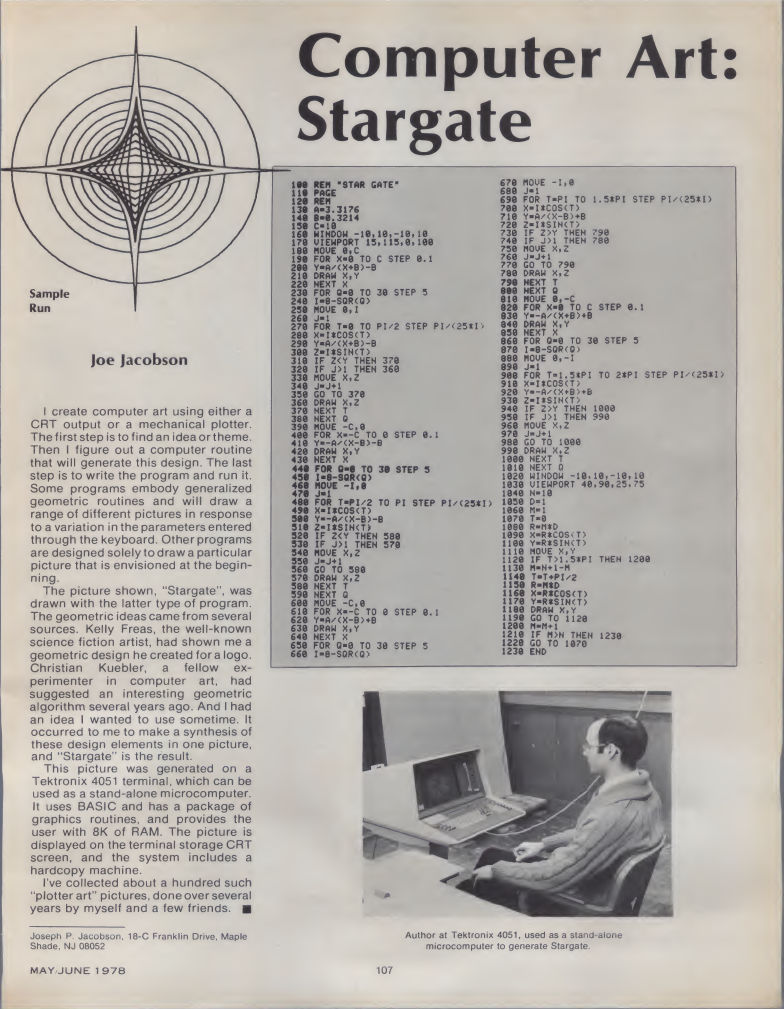 Computer Art:
Stargate
Sample
Run
Joe Jacobson
I create computer art using either a
CRT output or a mechanical plotter.
The first step is to find an idea or theme.
Then I figure out a computer routine
that will generate this design. The last
step is to write the program and run it.
Some programs embody generalized
geometric routines and will draw a
range of different pictures in response
to a variation in the parameters entered
through the keyboard. Other programs
are designed solely to draw a particular
picture that is envisioned at the begin-
ning.
The picture shown, "Stargate", was
drawn with the latter type of program.
The geometric ideas came from several
sources. Kelly Freas, the well-known
science fiction artist, had shown me a
geometric design he created for a logo.
Christian Kuebler, a fellow ex-
perimenter in computer art, had
suggested an interesting geometric
algorithm several years ago. And I had
an idea I wanted to use sometime. It
occurred to me to make a synthesis of
these design elements in one picture,
and "Stargate" is the result.
This picture was generated on a
Tektronix 4051 terminal, which can be
used as a stand-alone microcomputer.
It uses BASIC and has a package of
graphics routines, and provides the
user with 8K of RAM. The picture is
displayed on the terminal storage CRT
screen, and the system includes a
hardcopy machine.
I've collected about a hundred such
"plotter art" pictures, done over several
years by myself and a few friends. ■
Joseph P. Jacobson, 18-C Franklin Drive, Maple
Shade, NJ 08052
100 REM "STAR GATE"
110 PAGE
120 REM
130 A=3.3176
140 B=0.3214
150 C=10
160 WINDOW -10,10,-10,10
170 VIEWPORT 15,115,0,100
180 MOVE 0,C
190 FOR X=0 TO C STEP 0.1
200 Y=A/(X+B)-B
210 DRAW X,Y
220 NEXT X
230 FOR Q=0 TO 30 STEP 5
240 I=8-SQR(Q)
250 MOVE 0,I
260 J=1
270 FOR T=0 TO PI/2 STEP PI/(25*I)
280 X=I*COS(T)
290 Y=A/(X+B)-B
300 Z=I*SIN(T)
310 IF Z<Y THEN 370
320 IF J>1 THEN 360
330 MOVE X,Z
340 J=J+1
350 GO TO 370
360 DRAW X,Z
370 NEXT T
380 NEXT Q
390 MOVE -C,0
400 FOR X=-C TO 0 STEP 0.1
410 Y=-A/(X-B)-B
420 DRAW X,Y
430 NEXT X
440 FOR Q=0 TO 30 STEP 5
450 I=8-SQR(Q)
460 MOVE -I,0
470 J=1
480 FOR T=PI/2 TO PI STEP PI/(25*I)
490 X=I*COS(T)
500 Y=-A/(X-B)-B
510 Z=I*SIN(T)
520 IF Z<Y THEN 580
530 IF J>1 THEN 570
540 MOVE X,Z
550 J=J+1
560 GO TO 580
570 DRAW X,Z
580 NEXT T
590 NEXT Q
600 MOVE -C,0
610 FOR X=-C TO 0 STEP 0.1
620 Y=A/(X-B)+B
630 DRAW X,Y
640 NEXT X
650 FOR Q=0 TO 30 STEP 5
660 I=8-SQR(Q)
670 MOVE -I,0
680 J=1
690 FOR T=PI TO 1.5*PI STEP PI/(25*I)
700 X=I*COS(T)
710 Y=A/(X-B)+B
720 Z=I*SIN(T)
730 IF Z>Y THEN 790
740 IF J>1 THEN 780
750 MOVE X,Z
760 J=J+1
770 GO TO 790
780 DRAW X,Z
790 NEXT T
800 NEXT Q
810 MOVE 0,-C
820 FOR X=0 TO C STEP 0.1
830 Y=-A/(X+B)+B
840 DRAW X,Y
850 NEXT X
860 FOR Q=0 TO 30 STEP 5
870 I=8-SQR(Q)
880 MOVE 0,-I
890 J=1
900 FOR T=1.5*PI TO 2*PI STEP PI/(25*I)
910 X=I*COS(T)
920 Y=-A/(X+B)+B
930 Z=I*SIN(T)
940 IF Z>Y THEN 1000
950 IF J>1 THEN 990
960 MOVE X,Z
970 J=J+1
980 GO TO 1000
990 DRAW X,Z
1000 NEXT T
1010 NEXT Q
1020 WINDOW -10,10,-10,10
1030 VIEWPORT 40,90,25,75
1040 N=10
1050 D=1
1060 M=1
1070 T=0
1080 R=M*D
1090 X=R*COS(T)
1100 Y=R*SIN(T)
1110 MOVE X,Y
1120 IF T>1.5*PI THEN 1200
1130 M=N+1-M
1140 T=T+PI/2
1150 R=M*D
1160 X=R*COS(T)
1170 Y=R*SIN(T)
1180 DRAW X,Y
1190 GO TO 1120
1200 M=M+1
1210 IF M>N THEN 1230
1220 GO TO 1070
1230 END
Author at Tektronix 4051, used as a stand-alone
microcomputer to generate Stargate.
MAY/JUNE 1978
107